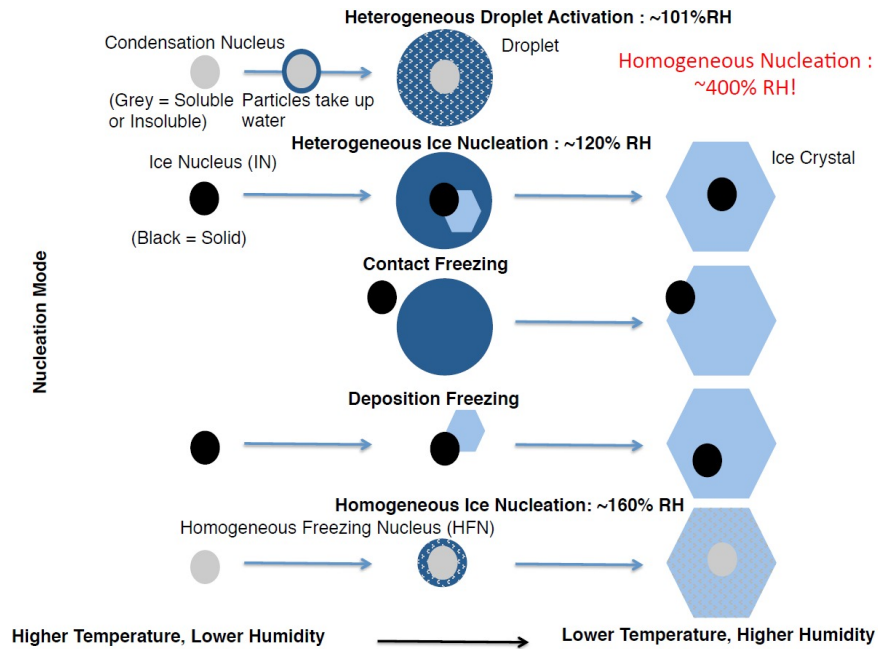 Heterogeneous Droplet Activation : ~101%RH
Condensation Nucleus
Droplet
Homogeneous Nucleation :
~400% RH!
(Grey = Soluble
or Insoluble)
Particles take up
water
Heterogeneous Ice Nucleation : ~120% RH
Ice Nucleus (IN)
Ice Crystal
(Black = Solid)
Contact Freezing
Nucleation Mode
Deposition Freezing
Homogeneous Ice Nucleation: ~160% RH
Homogeneous Freezing Nucleus (HFN)
Higher Temperature, Lower Humidity
Lower Temperature, Higher Humidity